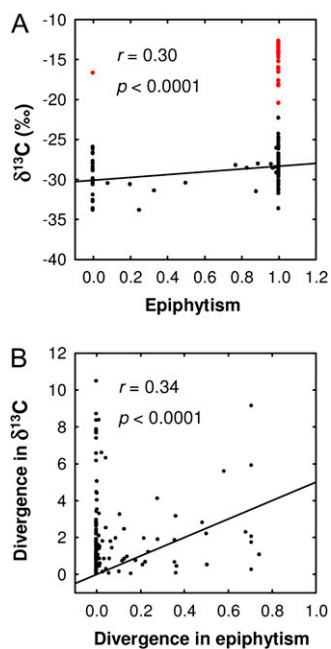 A
-10
-15
-20
-25
-30
-35
-40
δ13C (‰)
r = 0.30
p < 0.0001
0.0 0.2 0.4 0.6 0.8 1.0 1.2
Epiphytism
B
12
10
8
6
4
2
0
Divergence in δ13C
r = 0.34
p < 0.0001
0.0 0.2 0.4 0.6 0.8 1.0
Divergence in epiphytism